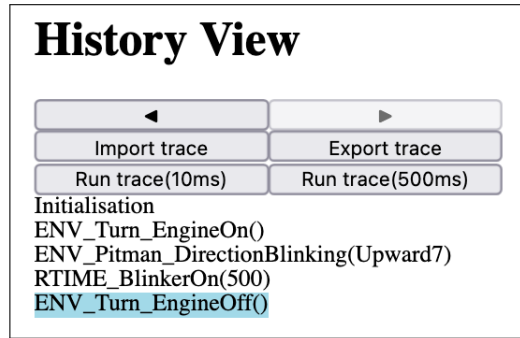 History View
◄ ►
Import trace Export trace
Run trace(10ms) Run trace(500ms)
Initialisation
ENV_Turn_EngineOn()
ENV_Pitman_DirectionBlinking(Upward7)
RTIME_BlinkerOn(500)
ENV_Turn_EngineOff()